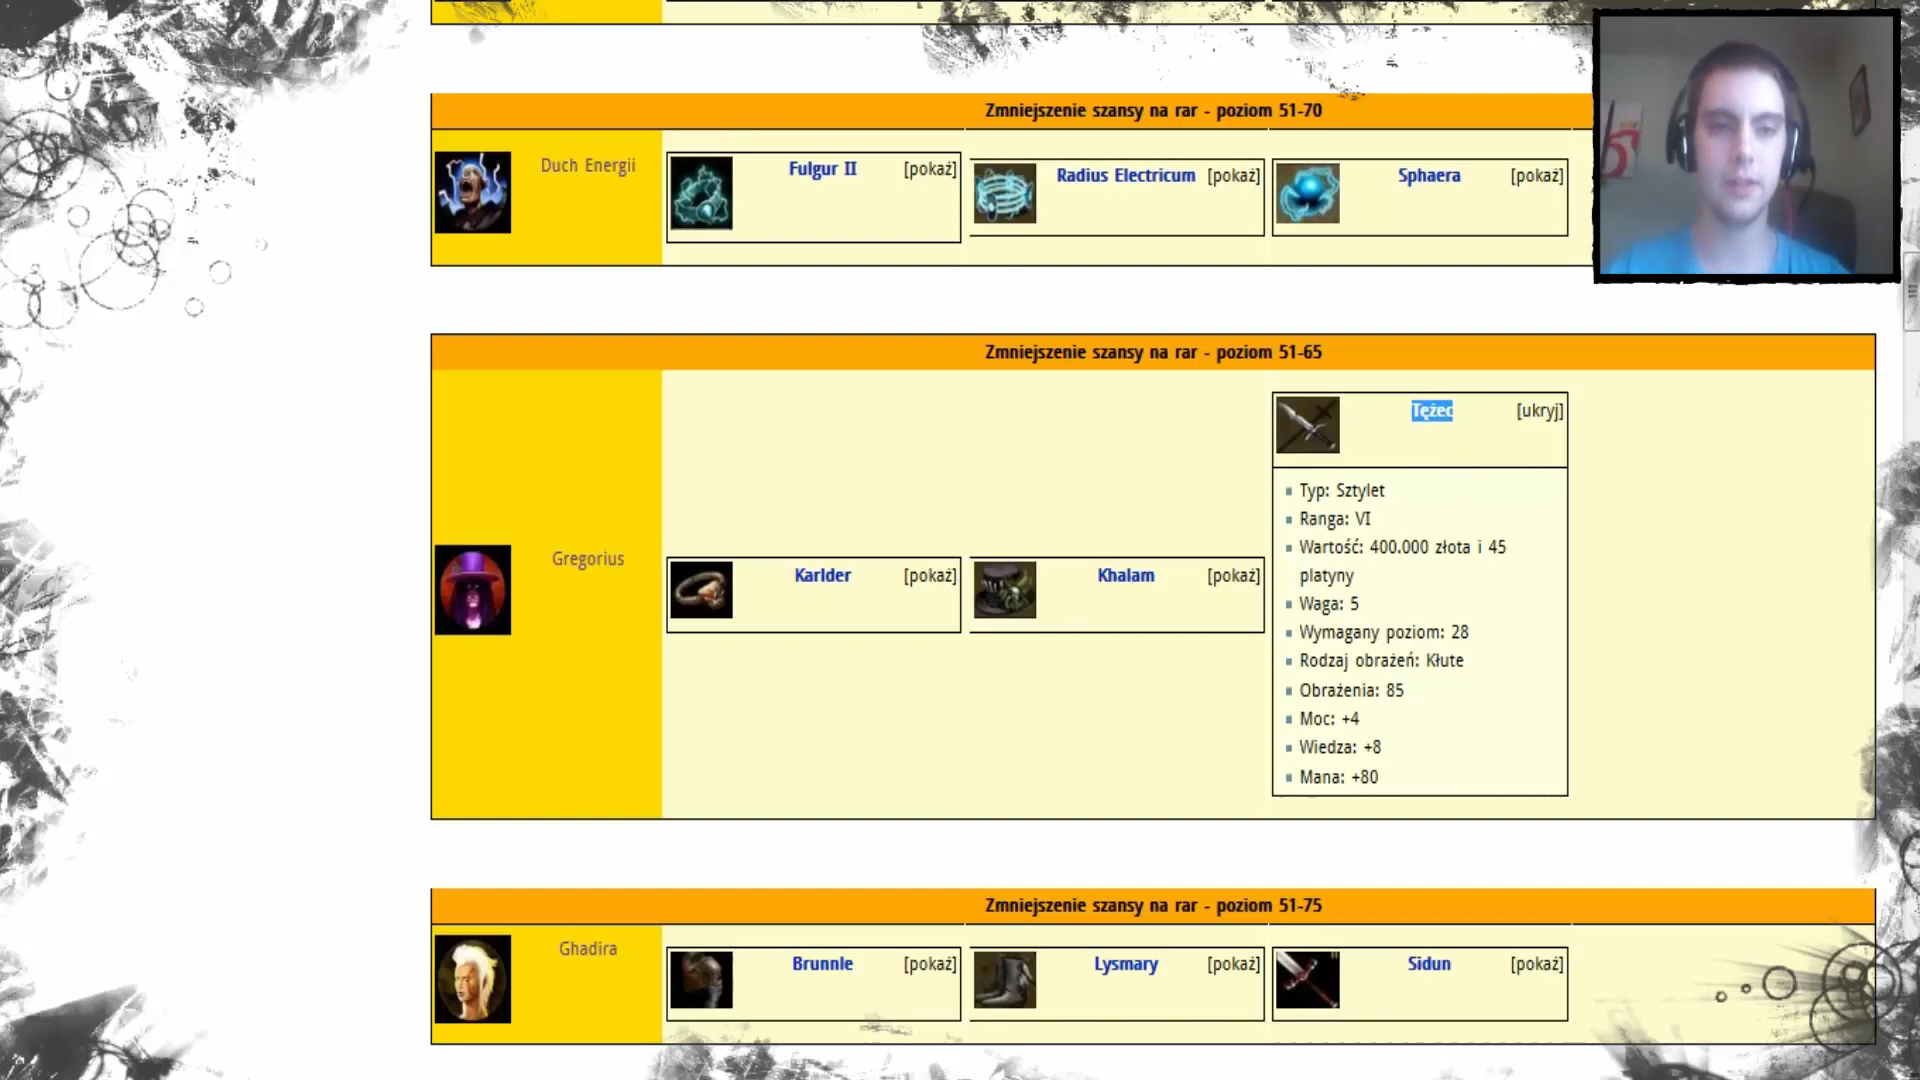 Zmniejszenie szansy na rar - poziom 51-70
Duch Energii
Fulgur II [pokaż]
Radius Electricum [pokaż]
Sphaera [pokaż]
Zmniejszenie szansy na rar - poziom 51-65
Gregorius
Karlder [pokaż]
Khalam [pokaż]
Tężec [ukryj]
Typ: Sztylet
Ranga: VI
Wartość: 400.000 złota i 45
platyny
Waga: 5
Wymagany poziom: 28
Rodzaj obrażeń: Kłute
Obrażenia: 85
Moc: +4
Wiedza: +8
Mana: +80
Zmniejszenie szansy na rar - poziom 51-75
Ghadira
Brunnle [pokaż]
Lysmary [pokaż]
Sidun [pokaż]